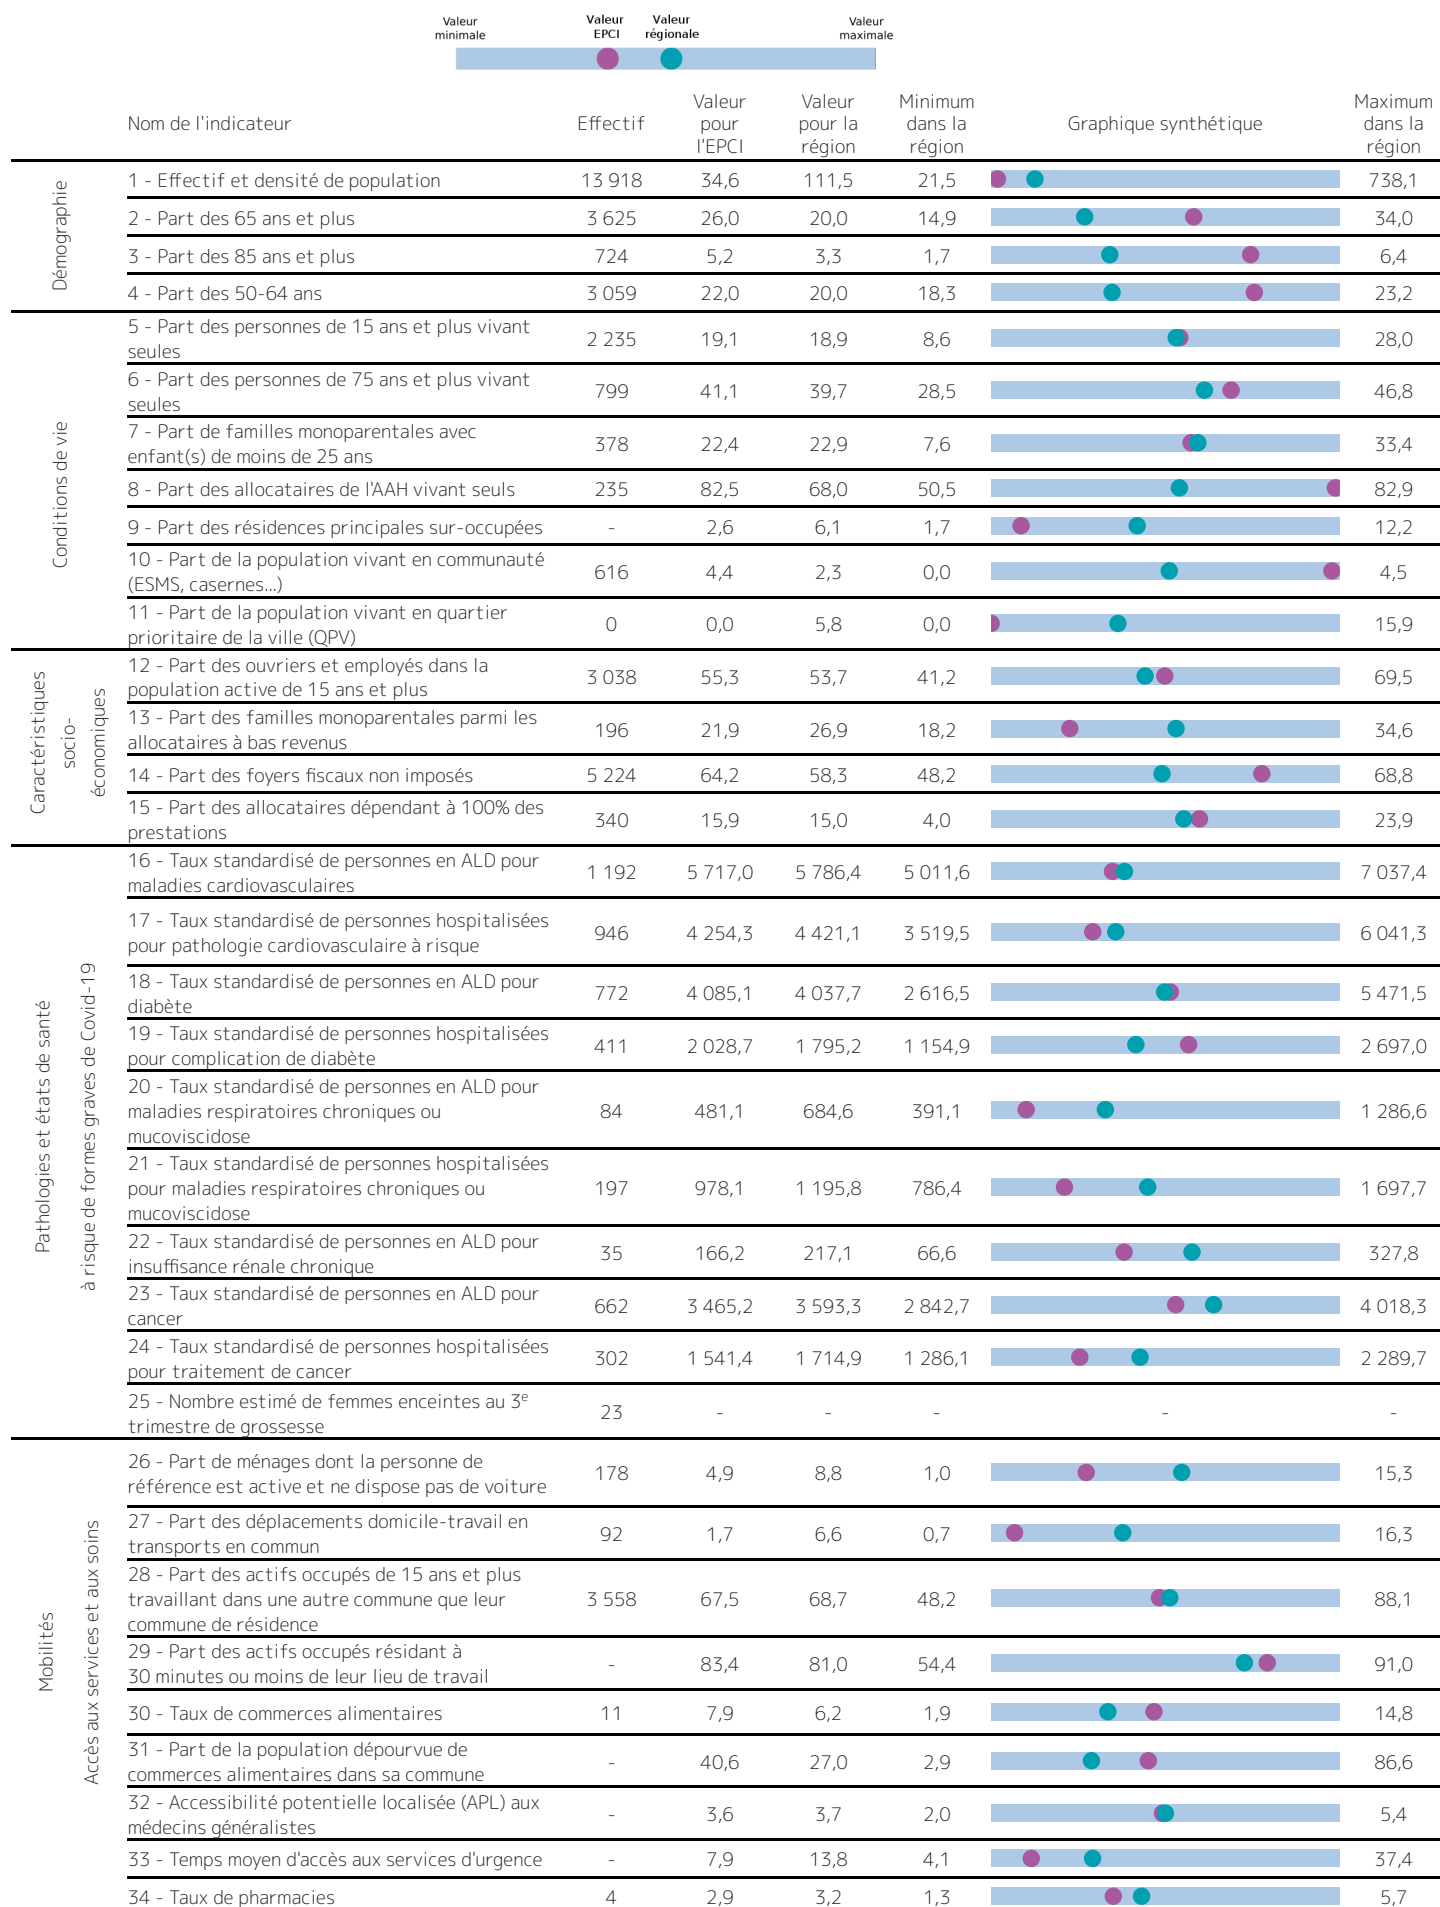 Valeur
minimale
Valeur
EPCI
Valeur
régionale
Valeur
maximale
Nom de l'indicateur
Effectif
Valeur
pour
l'EPCI
Valeur
pour la
région
Minimum
dans la
région
Graphique synthétique
Maximum
dans la
région
Démographie
1 - Effectif et densité de population 13 918 34,6 111,5 21,5 738,1
2 - Part des 65 ans et plus 3 625 26,0 20,0 14,9 34,0
3 - Part des 85 ans et plus 724 5,2 3,3 1,7 6,4
4 - Part des 50-64 ans 3 059 22,0 20,0 18,3 23,2
Conditions de vie
5 - Part des personnes de 15 ans et plus vivant
seules 2 235 19,1 18,9 8,6 28,0
6 - Part des personnes de 75 ans et plus vivant
seules 799 41,1 39,7 28,5 46,8
7 - Part de familles monoparentales avec
enfant(s) de moins de 25 ans 378 22,4 22,9 7,6 33,4
8 - Part des allocataires de l'AAH vivant seuls 235 82,5 68,0 50,5 82,9
9 - Part des résidences principales sur-occupées - 2,6 6,1 1,7 12,2
10 - Part de la population vivant en communauté
(ESMS, casernes...) 616 4,4 2,3 0,0 4,5
11 - Part de la population vivant en quartier
prioritaire de la ville (QPV) 0 0,0 5,8 0,0 15,9
Caractéristiques
socio-
économiques
12 - Part des ouvriers et employés dans la
population active de 15 ans et plus 3 038 55,3 53,7 41,2 69,5
13 - Part des familles monoparentales parmi les
allocataires à bas revenus 196 21,9 26,9 18,2 34,6
14 - Part des foyers fiscaux non imposés 5 224 64,2 58,3 48,2 68,8
15 - Part des allocataires dépendant à 100% des
prestations 340 15,9 15,0 4,0 23,9
Pathologies et états de santé
à risque de formes graves de Covid-19
16 - Taux standardisé de personnes en ALD pour
maladies cardiovasculaires 1 192 5 717,0 5 786,4 5 011,6 7 037,4
17 - Taux standardisé de personnes hospitalisées
pour pathologie cardiovasculaire à risque 946 4 254,3 4 421,1 3 519,5 6 041,3
18 - Taux standardisé de personnes en ALD pour
diabète 772 4 085,1 4 037,7 2 616,5 5 471,5
19 - Taux standardisé de personnes hospitalisées
pour complication de diabète 411 2 028,7 1 795,2 1 154,9 2 697,0
20 - Taux standardisé de personnes en ALD pour
maladies respiratoires chroniques ou
mucoviscidose 84 481,1 684,6 391,1 1 286,6
21 - Taux standardisé de personnes hospitalisées
pour maladies respiratoires chroniques ou
mucoviscidose 197 978,1 1 195,8 786,4 1 697,7
22 - Taux standardisé de personnes en ALD pour
insuffisance rénale chronique 35 166,2 217,1 66,6 327,8
23 - Taux standardisé de personnes en ALD pour
cancer 662 3 465,2 3 593,3 2 842,7 4 018,3
24 - Taux standardisé de personnes hospitalisées
pour traitement de cancer 302 1 541,4 1 714,9 1 286,1 2 289,7
25 - Nombre estimé de femmes enceintes au 3e
trimestre de grossesse 23 - - - - -
Mobilités
Accès aux services et aux soins
26 - Part de ménages dont la personne de
référence est active et ne dispose pas de voiture 178 4,9 8,8 1,0 15,3
27 - Part des déplacements domicile-travail en
transports en commun 92 1,7 6,6 0,7 16,3
28 - Part des actifs occupés de 15 ans et plus
travaillant dans une autre commune que leur
commune de résidence 3 558 67,5 68,7 48,2 88,1
29 - Part des actifs occupés résidant à
30 minutes ou moins de leur lieu de travail - 83,4 81,0 54,4 91,0
30 - Taux de commerces alimentaires 11 7,9 6,2 1,9 14,8
31 - Part de la population dépourvue de
commerces alimentaires dans sa commune - 40,6 27,0 2,9 86,6
32 - Accessibilité potentielle localisée (APL) aux
médecins généralistes - 3,6 3,7 2,0 5,4
33 - Temps moyen d'accès aux services d'urgence - 7,9 13,8 4,1 37,4
34 - Taux de pharmacies 4 2,9 3,2 1,3 5,7